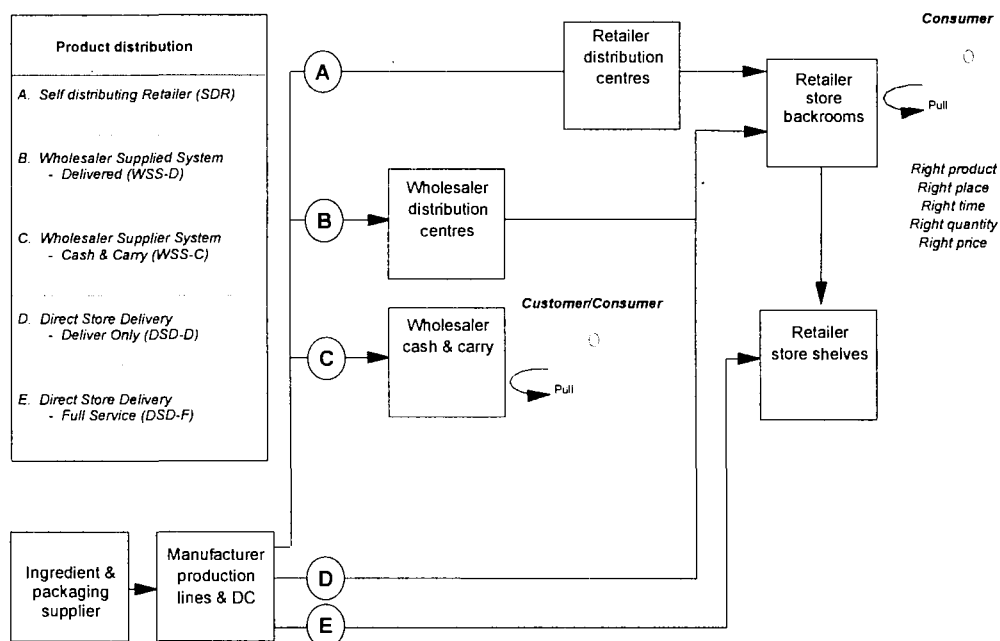 Product distribution
A. Self distributing Retailer (SDR)
B. Wholesaler Supplied System
- Delivered (WSS-D)
C. Wholesaler Supplier System
- Cash & Carry (WSS-C)
D. Direct Store Delivery
- Deliver Only (DSD-D)
E. Direct Store Delivery
- Full Service (DSD-F)
A
Retailer
distribution
centres
Consumer
Retailer
store
backrooms
Pull
Right product
Right place
Right time
Right quantity
Right price
B
Wholesaler
distribution
centres
Customer/Consumer
C
Wholesaler
cash & carry
Pull
Retailer
store shelves
Ingredient &
packaging
supplier
Manufacturer
production
lines & DC
D
E